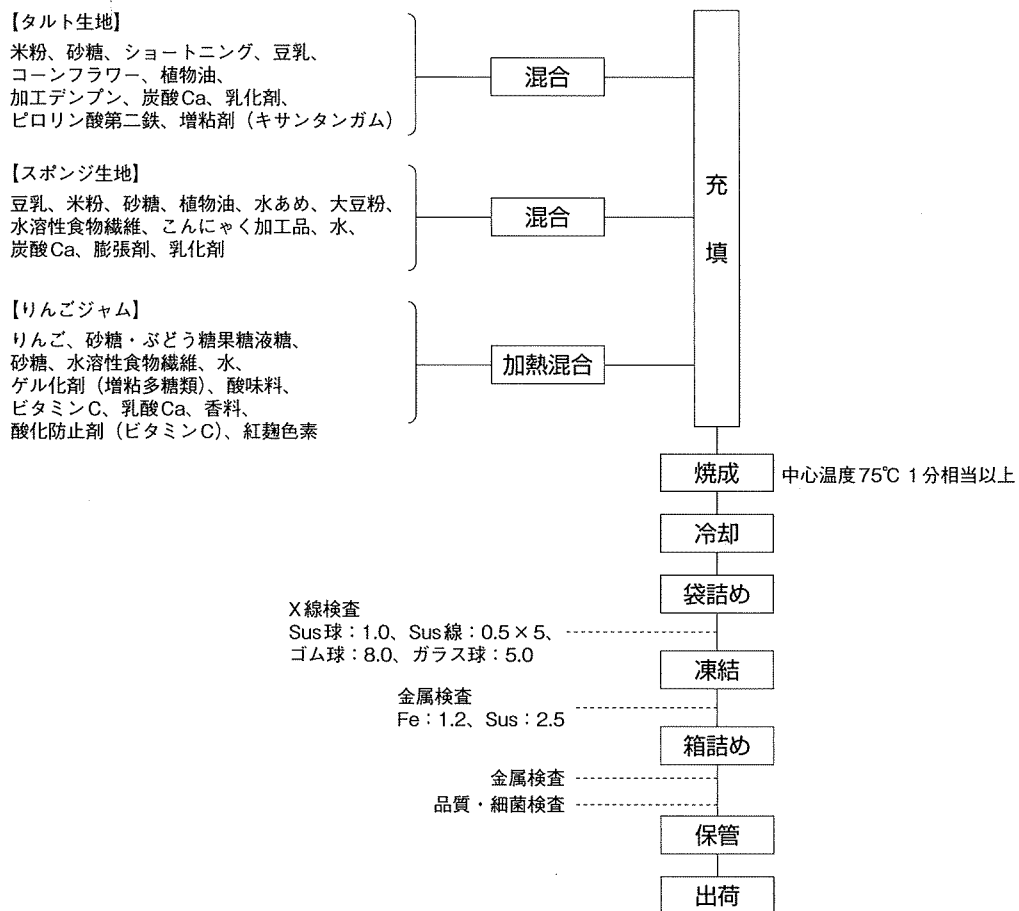 【タルト生地】
米粉、砂糖、ショートニング、豆乳、
コーンフラワー、植物油、
加工デンプン、炭酸Ca、乳化剤、
ピロリン酸第二鉄、増粘剤（キサンタンガム）
混合
【スポンジ生地】
豆乳、米粉、砂糖、植物油、水あめ、大豆粉、
水溶性食物繊維、こんにゃく加工品、水、
炭酸Ca、膨張剤、乳化剤
混合
【りんごジャム】
りんご、砂糖・ぶどう糖果糖液糖、
砂糖、水溶性食物繊維、水、
ゲル化剤（増粘多糖類）、酸味料、
ビタミンC、乳酸Ca、香料、
酸化防止剤（ビタミンC）、紅麹色素
加熱混合
充填
焼成 中心温度75℃ 1分相当以上
冷却
袋詰め
X線検査
Sus球：1.0、Sus線：0.5×5、
ゴム球：8.0、ガラス球：5.0
凍結
金属検査
Fe：1.2、Sus：2.5
箱詰め
金属検査
品質・細菌検査
保管
出荷